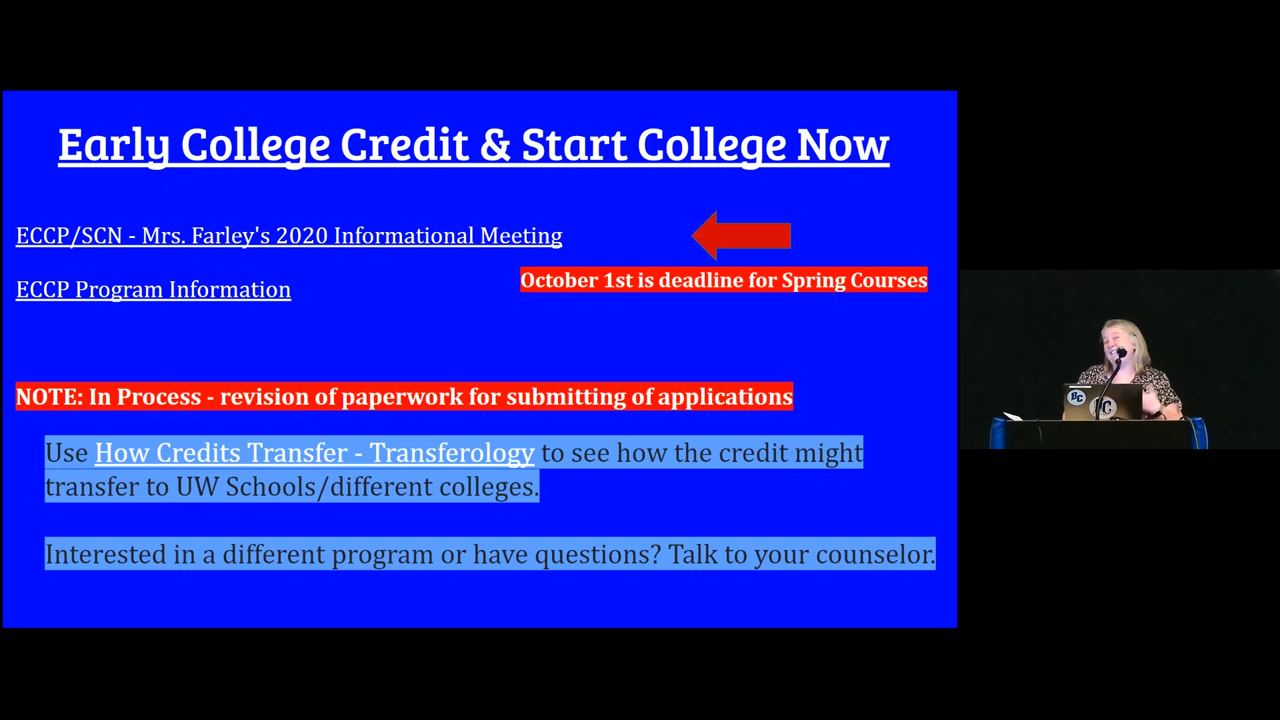 Early College Credit & Start College Now
ECCP/SCN - Mrs. Farley's 2020 Informational Meeting
October 1st is deadline for Spring Courses
ECCP Program Information
NOTE: In Process - revision of paperwork for submitting of applications
Use How Credits Transfer - Transferology to see how the credit might
transfer to UW Schools/different colleges.
Interested in a different program or have questions? Talk to your counselor.